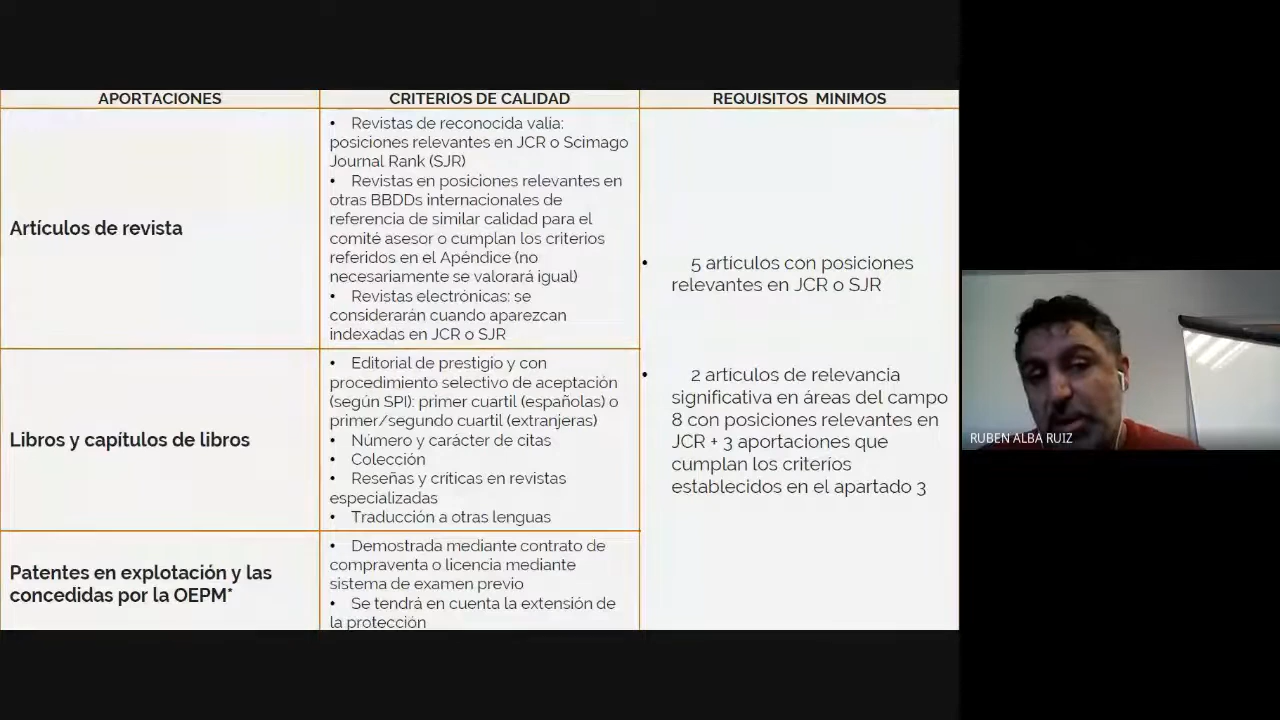 APORTACIONES
CRITERIOS DE CALIDAD
REQUISITOS MINIMOS
Artículos de revista
• Revistas de reconocida valía:
posiciones relevantes en JCR o Scimago
Journal Rank (SJR)
• Revistas en posiciones relevantes en
otras BBDDs internacionales de
referencia de similar calidad para el
comité asesor o cumplan los criterios
referidos en el Apéndice (no
necesariamente se valorará igual)
• Revistas electrónicas: se
considerarán cuando aparezcan
indexadas en JCR o SJR
• 5 artículos con posiciones
relevantes en JCR o SJR
• 2 artículos de relevancia
significativa en áreas del campo
8 con posiciones relevantes en
JCR + 3 aportaciones que
cumplan los criterios
establecidos en el apartado 3
Libros y capítulos de libros
• Editorial de prestigio y con
procedimiento selectivo de aceptación
(según SPI): primer cuartil (españolas) o
primer/segundo cuartil (extranjeras)
• Número y carácter de citas
• Colección
• Reseñas y críticas en revistas
especializadas
• Traducción a otras lenguas
Patentes en explotación y las
concedidas por la OEPM*
• Demostrada mediante contrato de
compraventa o licencia mediante
sistema de examen previo
• Se tendrá en cuenta la extensión de
la protección
RUBEN ALBA RUIZ